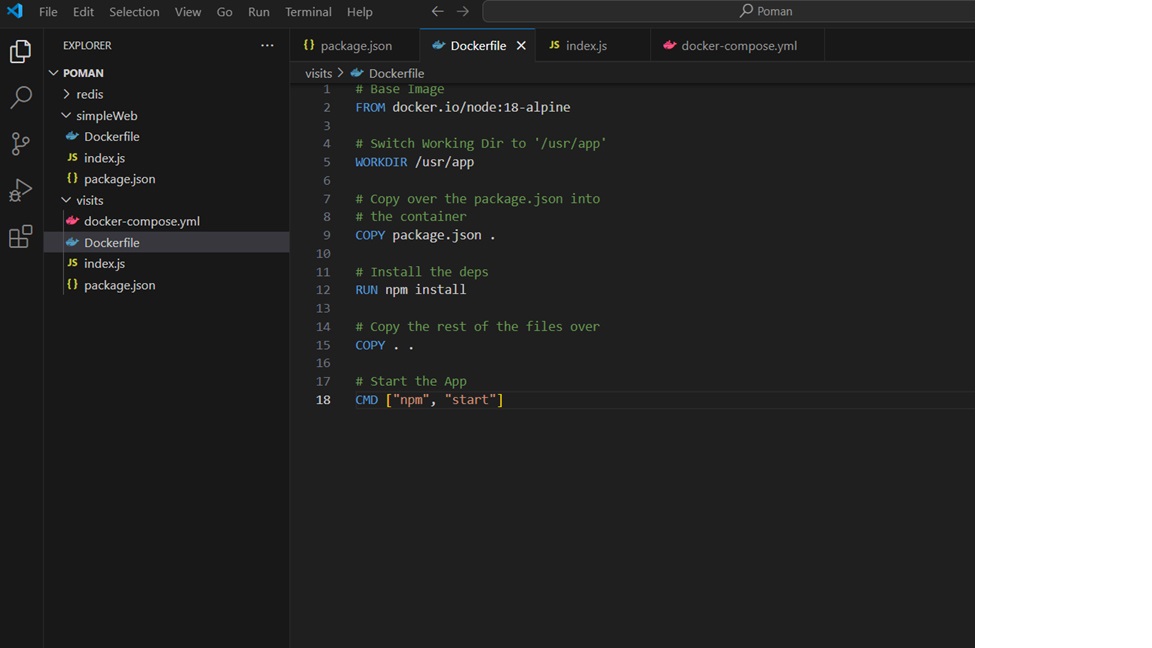 File Edit Selection View Go Run Terminal Help
Poman
EXPLORER
POMAN
redis
simpleWeb
Dockerfile
JS index.js
{} package.json
visits
docker-compose.yml
Dockerfile
JS index.js
{} package.json
{} package.json
Dockerfile
JS index.js
docker-compose.yml
visits > Dockerfile
1 # Base Image
2 FROM docker.io/node:18-alpine
3
4 # Switch Working Dir to '/usr/app'
5 WORKDIR /usr/app
6
7 # Copy over the package.json into
8 # the container
9 COPY package.json .
10
11 # Install the deps
12 RUN npm install
13
14 # Copy the rest of the files over
15 COPY . .
16
17 # Start the App
18 CMD ["npm", "start"]